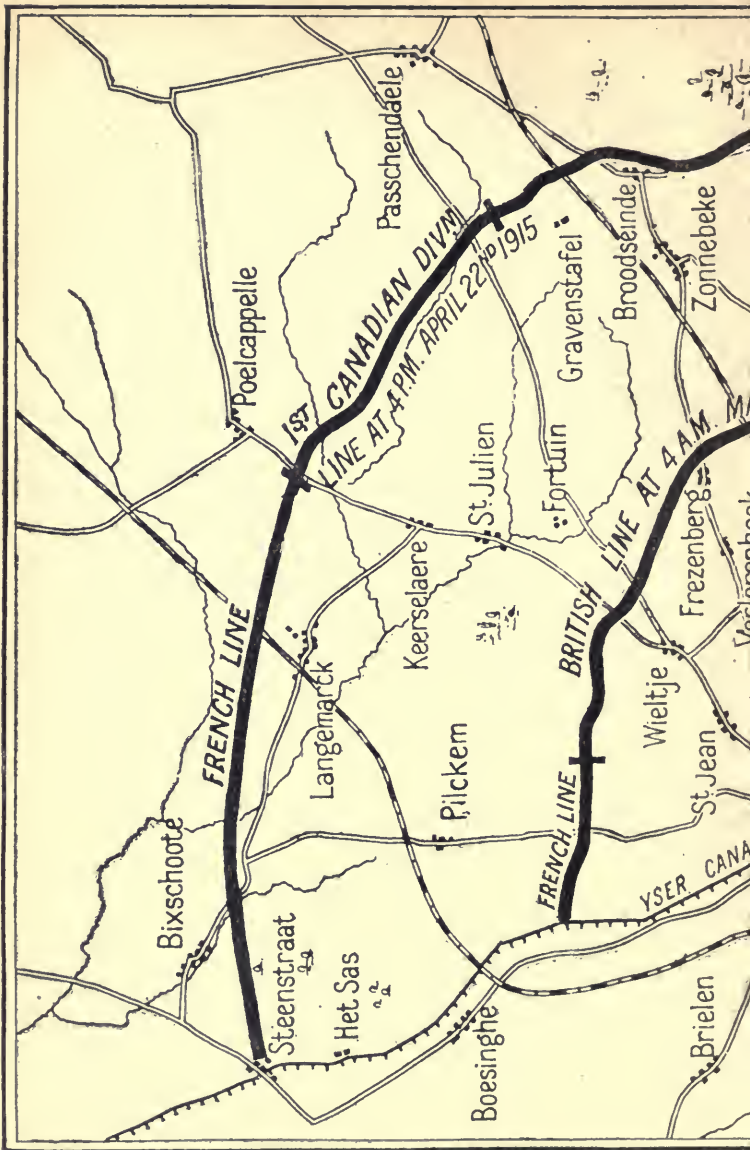 Bixschoote
FRENCH LINE
Poelcappelle
Steenstraat
1ST CANADIAN DIVN
LINE AT 4 P.M. APRIL 22ND 1915
Langemarck
Het Sas
Passchendaele
Keerselaere
Pilckem
Boesinghe
St. Julien
FRENCH LINE
Fortuin
Gravenstafel
BRITISH LINE AT 4 A.M. MA
Broodseinde
Wieltje
YSER CANA
Frezenberg
Brielen
St. Jean
Zonnebeke